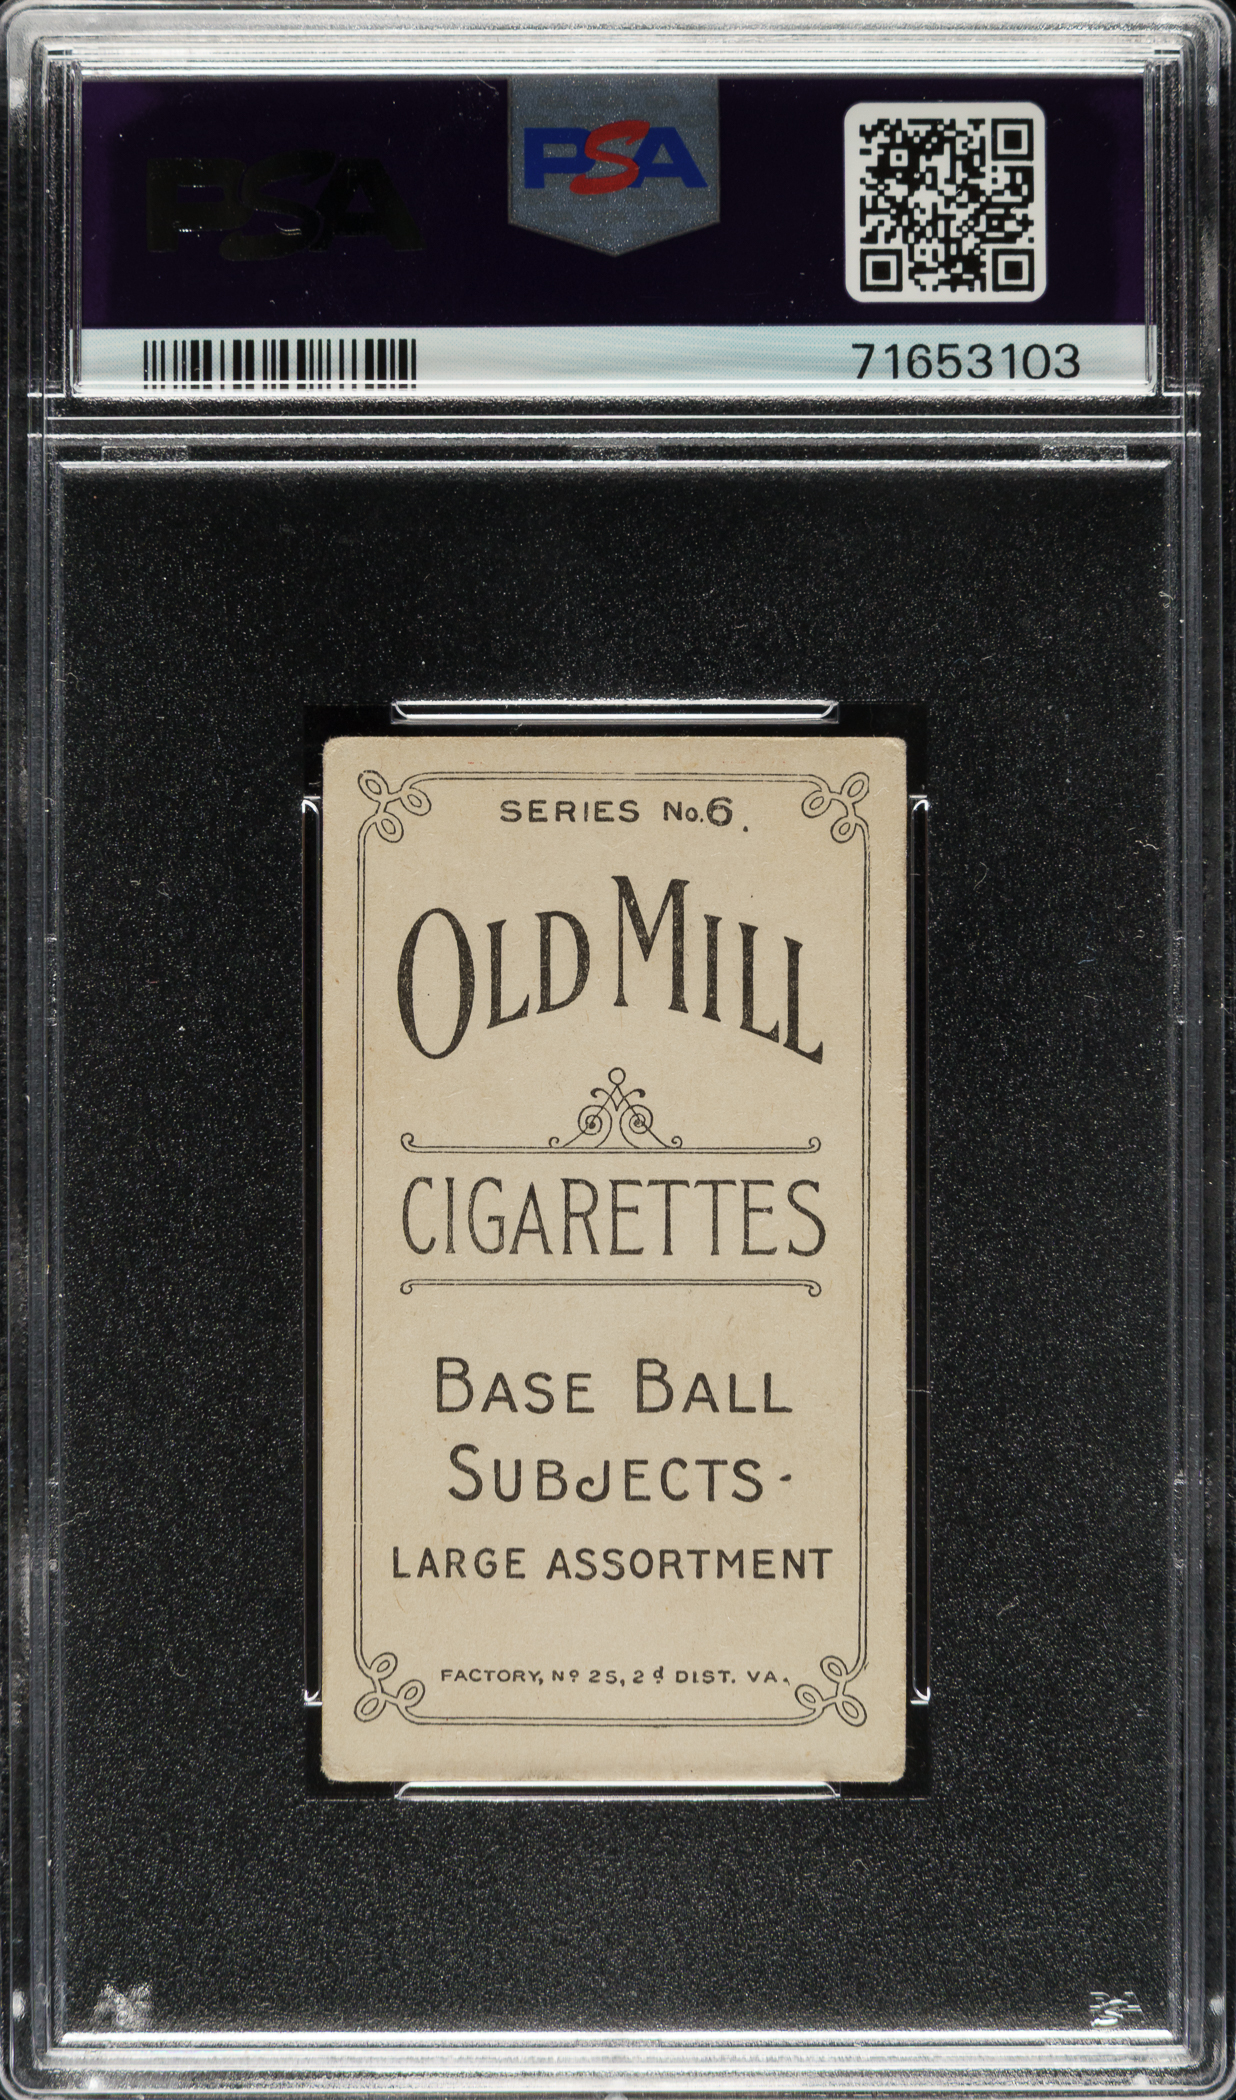 PSA
PSA
71653103
SERIES No.6.
OLD MILL
CIGARETTES
BASE BALL
SUBJECTS-
LARGE ASSORTMENT
FACTORY, Nº 25, 2d DIST. VA.
PSA